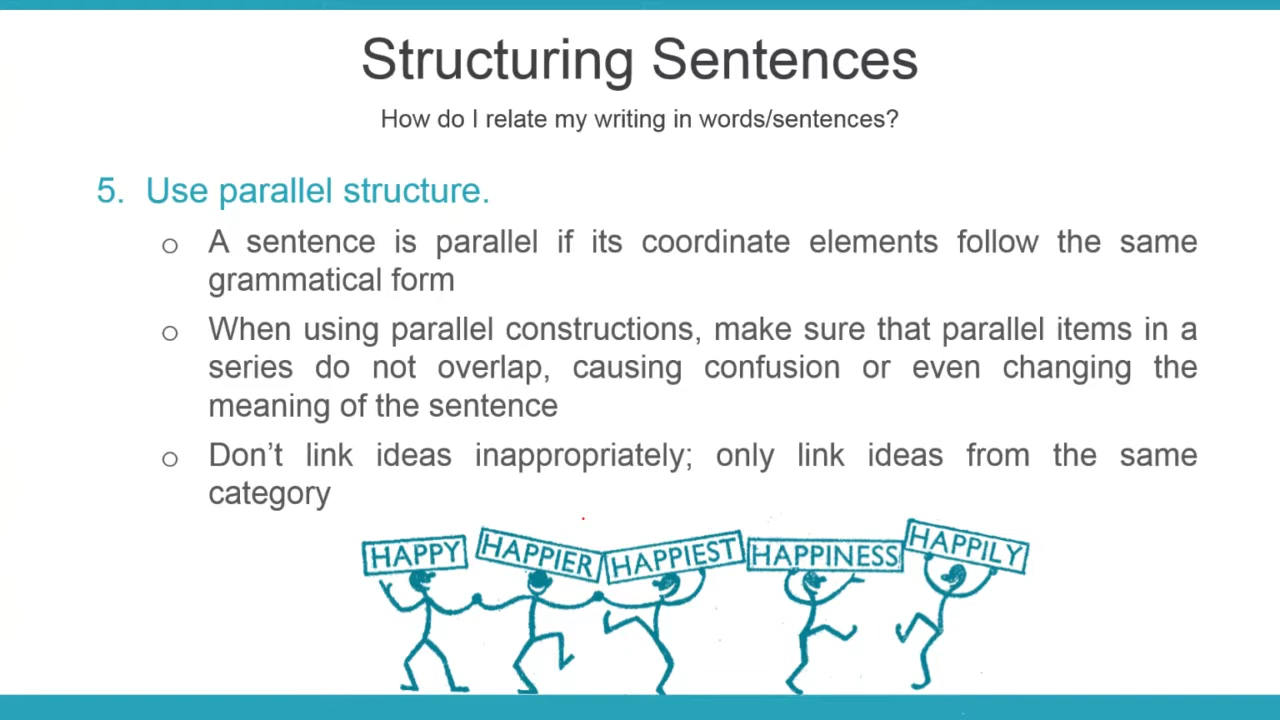 Structuring Sentences
How do I relate my writing in words/sentences?
5. Use parallel structure.
o A sentence is parallel if its coordinate elements follow the same
grammatical form
o When using parallel constructions, make sure that parallel items in a
series do not overlap, causing confusion or even changing the
meaning of the sentence
o Don’t link ideas inappropriately; only link ideas from the same
category
HAPPY HAPPIER HAPPIEST HAPPINESS HAPPILY